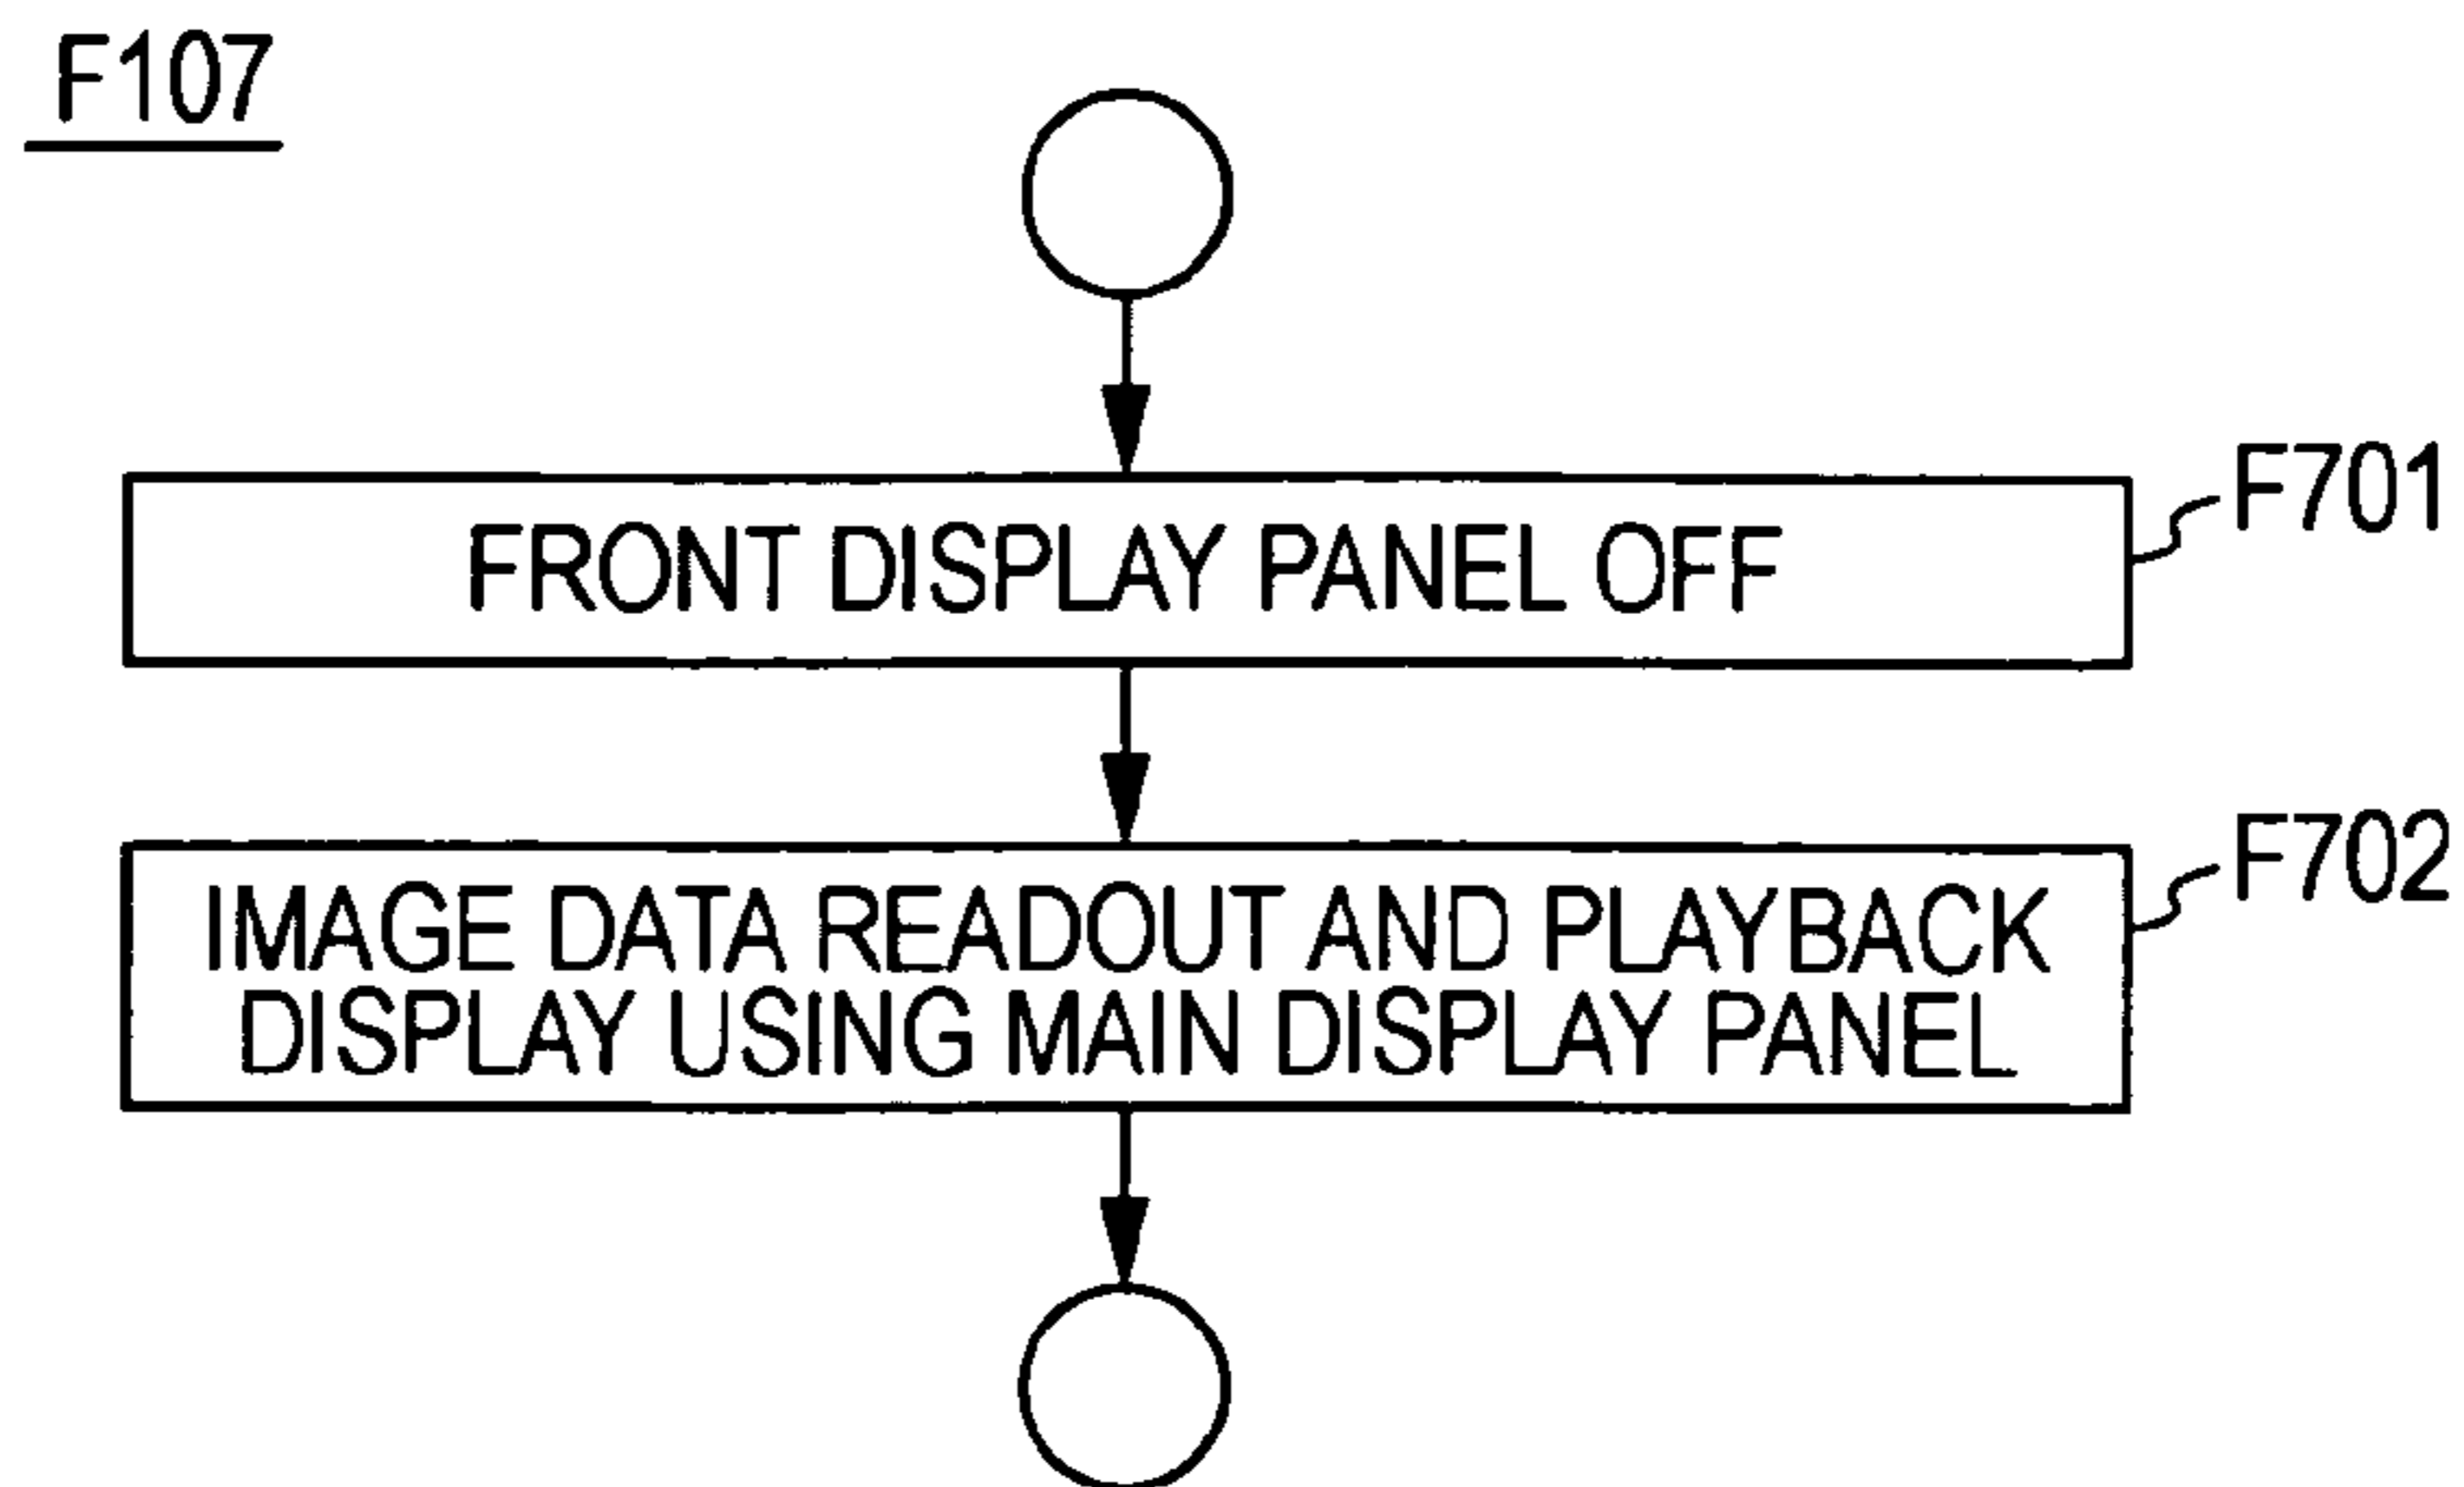 F107
FRONT DISPLAY PANEL OFF
F701
IMAGE DATA READOUT AND PLAYBACK
DISPLAY USING MAIN DISPLAY PANEL
F702